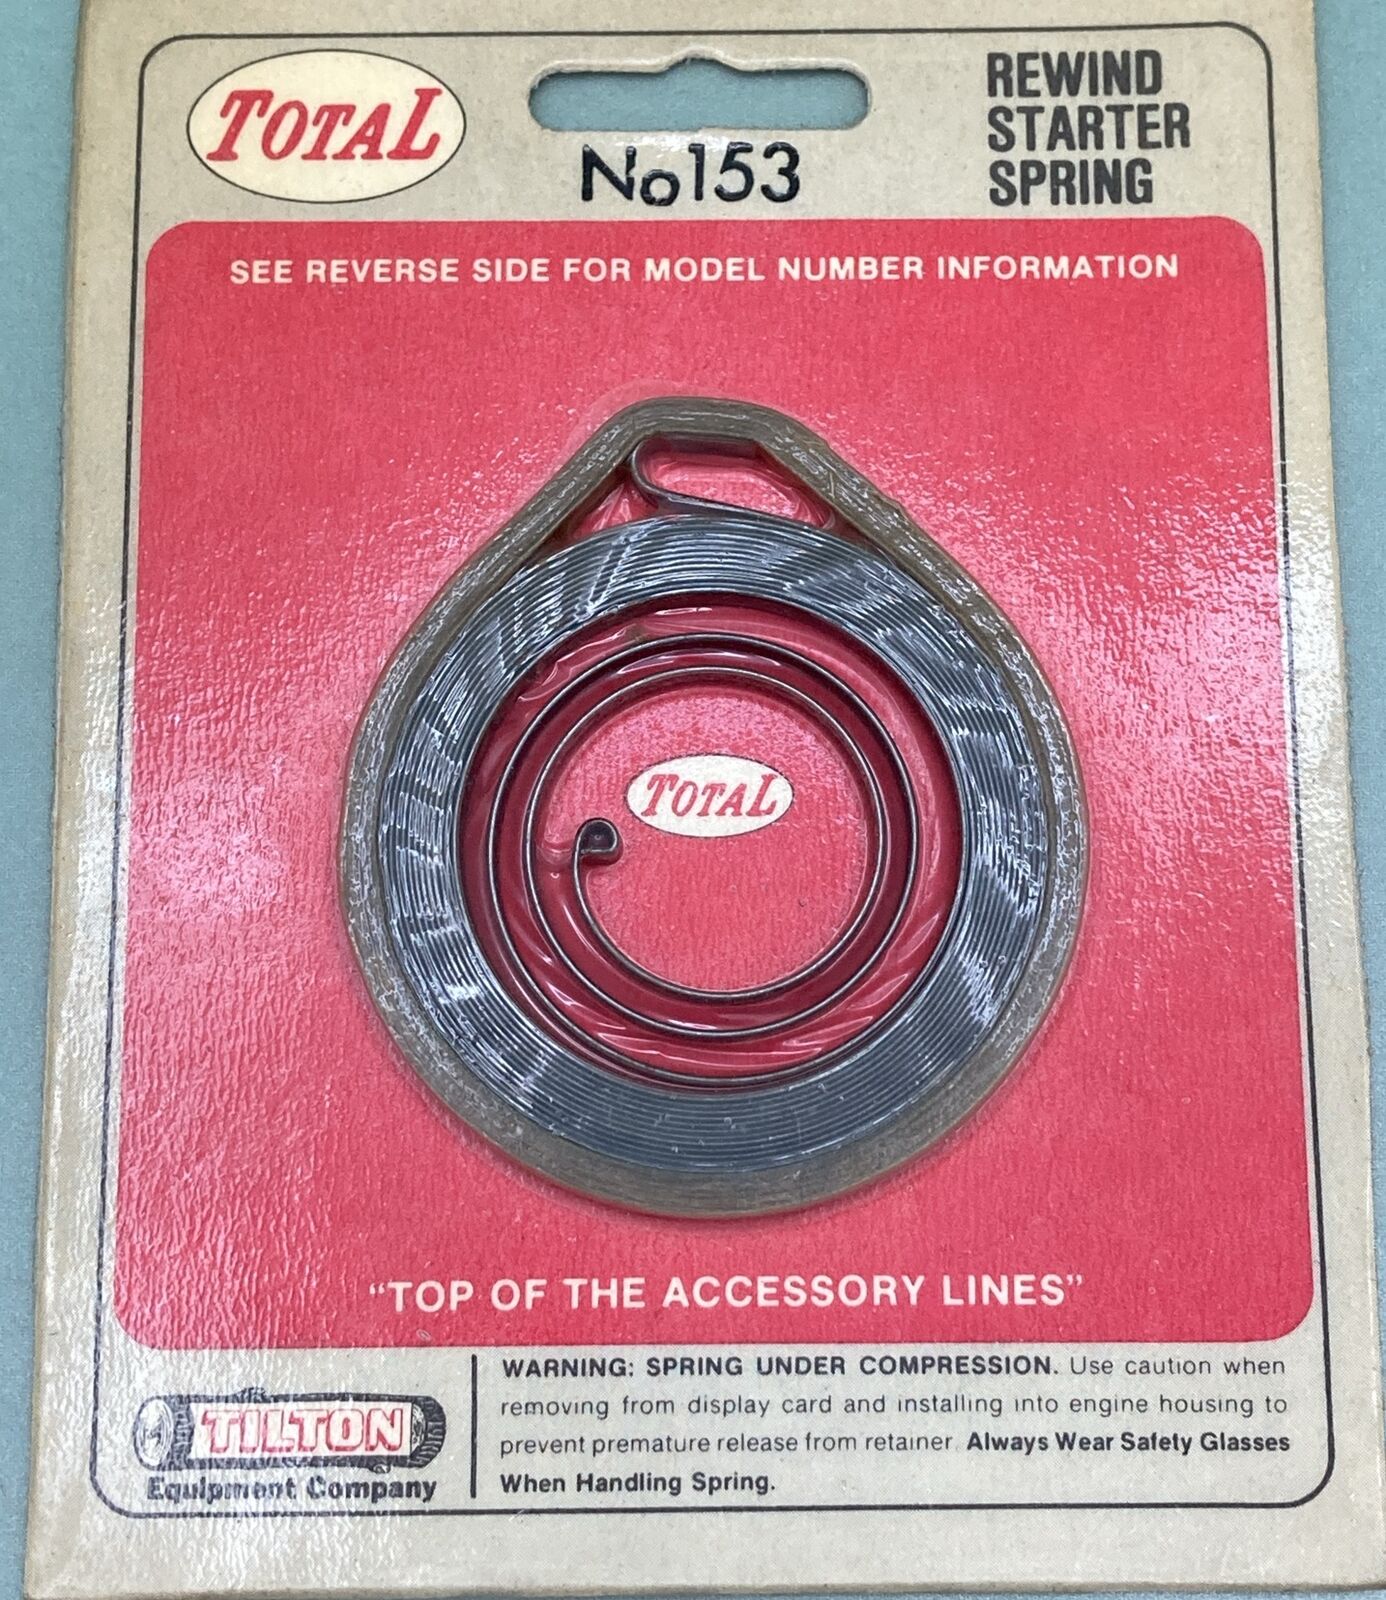 TOTAL
No 153
REWIND
STARTER
SPRING
SEE REVERSE SIDE FOR MODEL NUMBER INFORMATION
TOTAL
"TOP OF THE ACCESSORY LINES"
TILTON
Equipment Company
WARNING: SPRING UNDER COMPRESSION. Use caution when
removing from display card and installing into engine housing to
prevent premature release from retainer. Always Wear Safety Glasses
When Handling Spring.